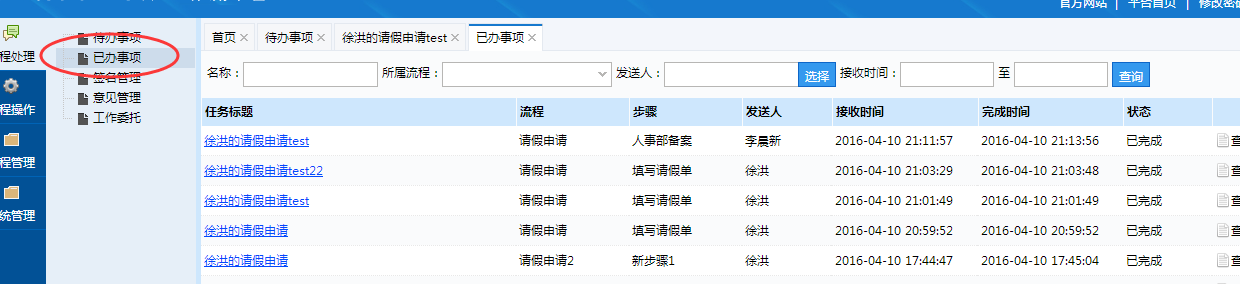 官方网站 | 平台首页 | 修改密
程处理
程操作
程管理
统管理
待办事项
已办事项
签名管理
意见管理
工作委托
首页 待办事项 徐洪的请假申请test 已办事项
名称： 所属流程： 发送人： 选择 接收时间： 至 查询
任务标题 流程 步骤 发送人 接收时间 完成时间 状态
徐洪的请假申请test 请假申请 人事部备案 李晨新 2016-04-10 21:11:57 2016-04-10 21:13:56 已完成 查
徐洪的请假申请test22 请假申请 填写请假单 徐洪 2016-04-10 21:03:29 2016-04-10 21:03:48 已完成 查
徐洪的请假申请test 请假申请 填写请假单 徐洪 2016-04-10 21:01:49 2016-04-10 21:01:49 已完成 查
徐洪的请假申请 请假申请 填写请假单 徐洪 2016-04-10 20:59:52 2016-04-10 20:59:52 已完成 查
徐洪的请假申请 请假申请2 新步骤1 徐洪 2016-04-10 17:44:47 2016-04-10 17:45:04 已完成 查